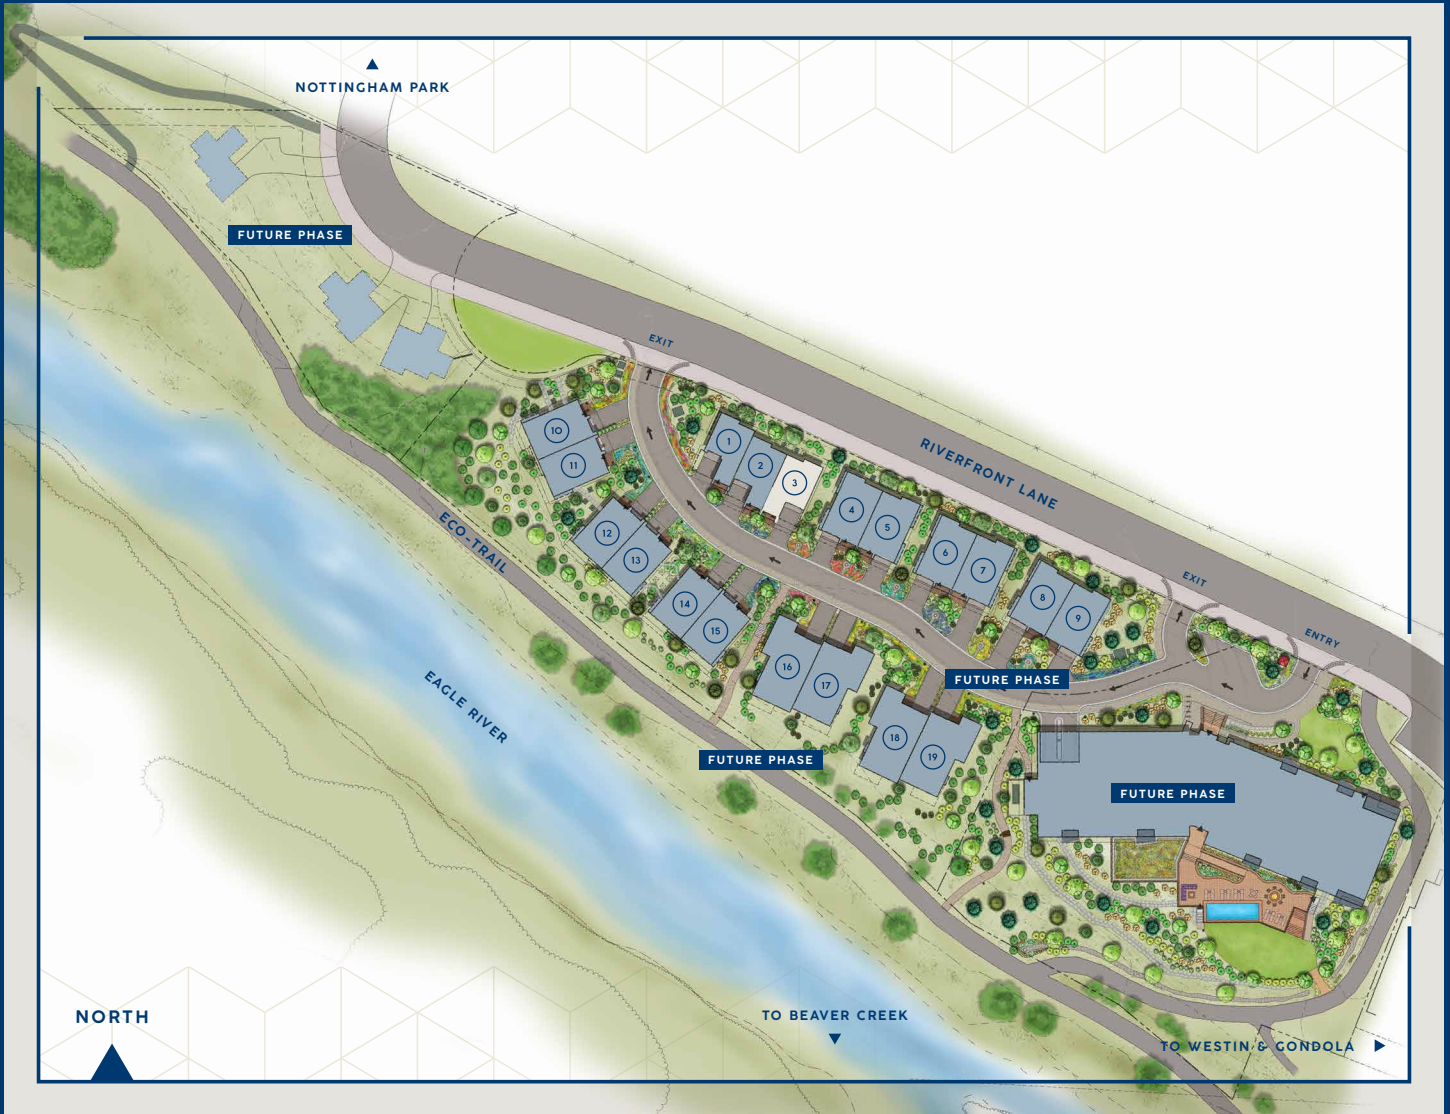 NOTTINGHAM PARK
FUTURE PHASE
EXIT
RIVERFRONT LANE
10
11
1
2
3
4
5
6
7
8
9
12
13
14
15
16
17
18
19
ECO-TRAIL
EXIT
ENTRY
FUTURE PHASE
EAGLE RIVER
FUTURE PHASE
FUTURE PHASE
NORTH
TO BEAVER CREEK
TO WESTIN & GONDOLA